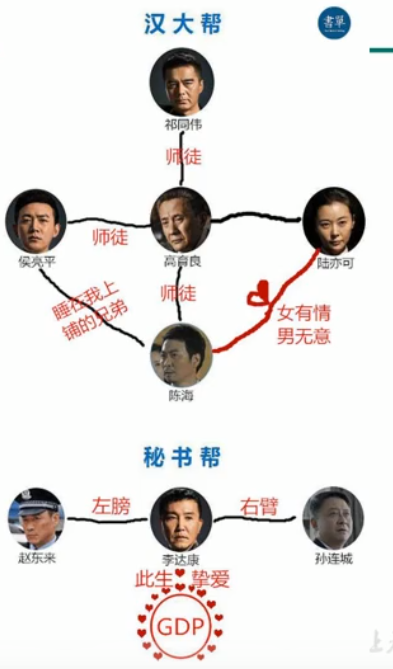 汉大帮
書單
祁同伟
师徒
师徒
侯亮平
高育良
陆亦可
睡在我上
铺的兄弟
师徒
女有情
男无意
陈海
秘书帮
左膀
右臂
赵东来
李达康
孙连城
此生
挚爱
GDP
上